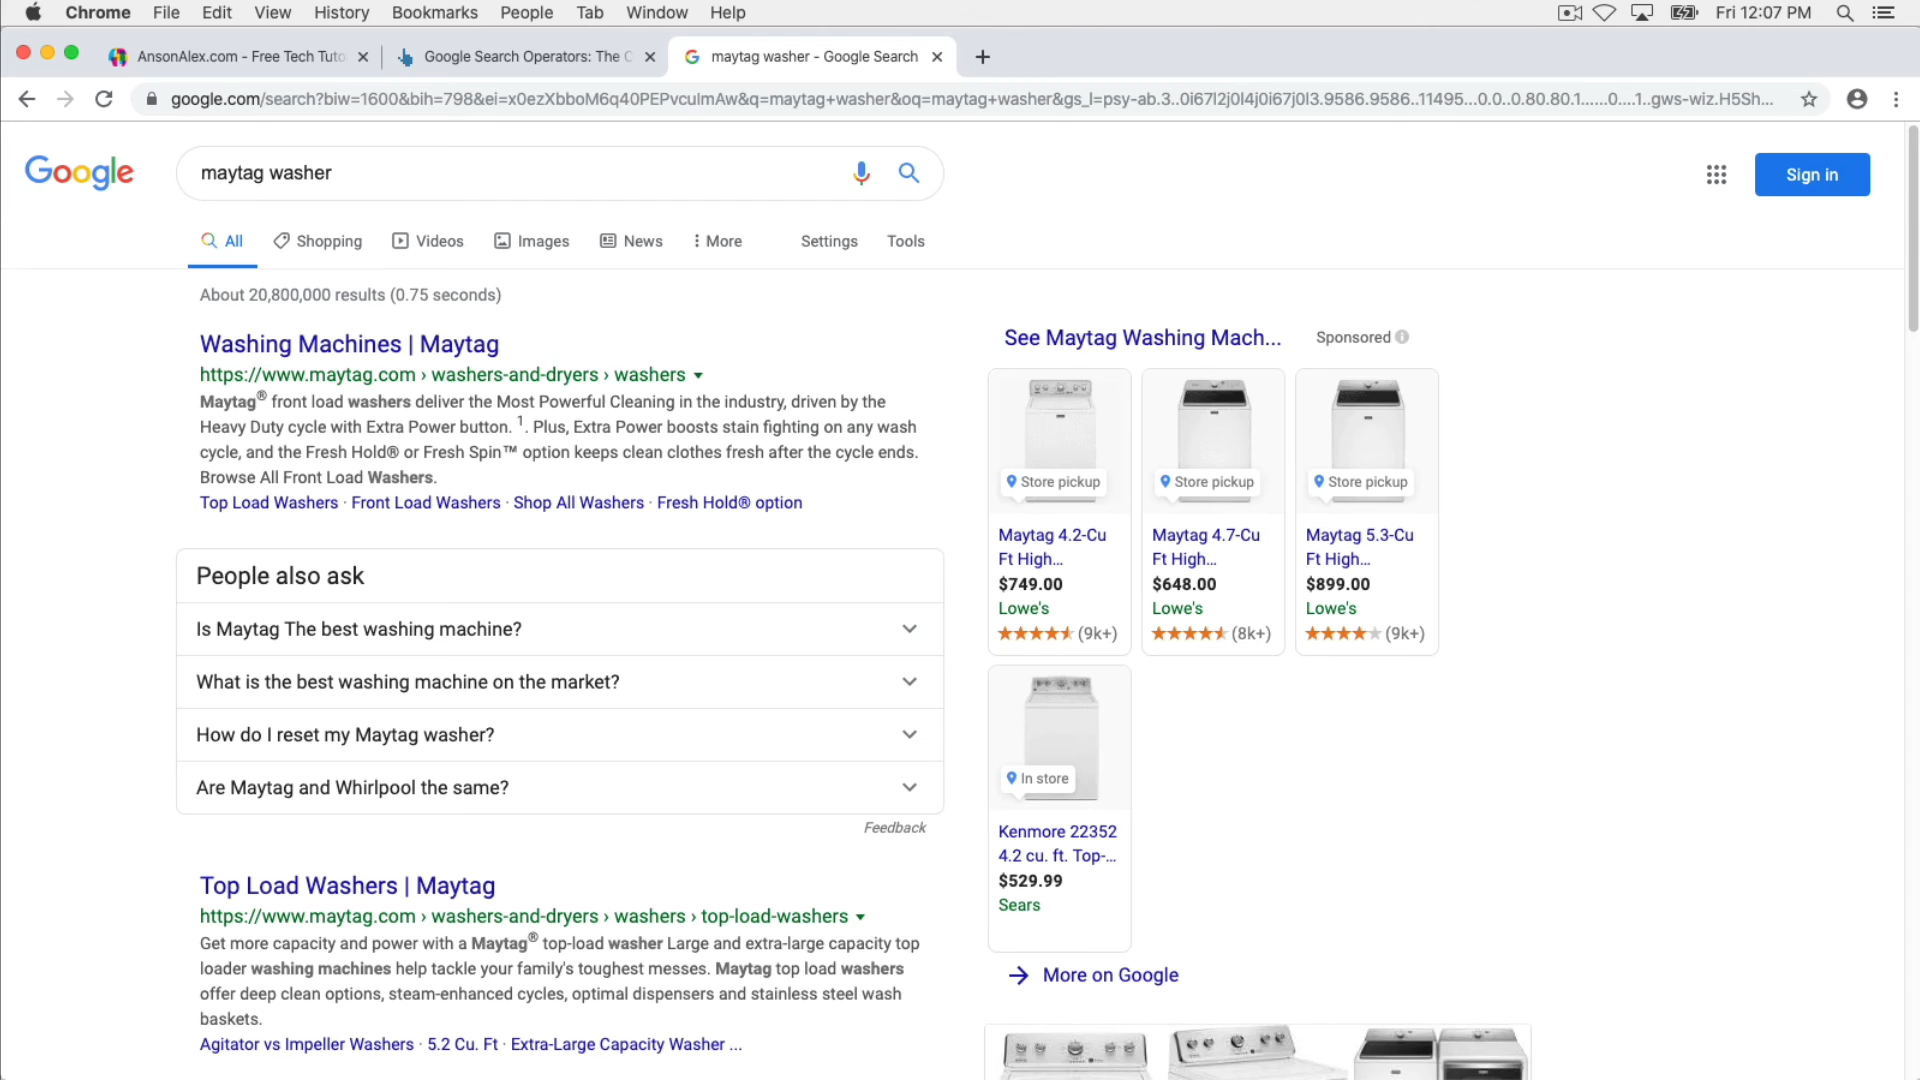 Chrome File Edit View History Bookmarks People Tab Window Help Fri 12:07 PM
AnsonAlex.com - Free Tech Tuto
Google Search Operators: The C
maytag washer - Google Search
google.com/search?biw=1600&bih=798&ei=x0ezXbboM6q40PEPvculmAw&q=maytag+washer&oq=maytag+washer&gs_l=psy-ab.3..0i67l2j0l4j0i67j0l3.9586.9586..11495...0.0..0.80.80.1......0....1..gws-wiz.H5Sh...
Google
maytag washer
Sign in
All Shopping Videos Images News More Settings Tools
About 20,800,000 results (0.75 seconds)
Washing Machines | Maytag
https://www.maytag.com › washers-and-dryers › washers
Maytag® front load washers deliver the Most Powerful Cleaning in the industry, driven by the
Heavy Duty cycle with Extra Power button. 1. Plus, Extra Power boosts stain fighting on any wash
cycle, and the Fresh Hold® or Fresh Spin™ option keeps clean clothes fresh after the cycle ends.
Browse All Front Load Washers.
Top Load Washers · Front Load Washers · Shop All Washers · Fresh Hold® option
People also ask
Is Maytag The best washing machine?
What is the best washing machine on the market?
How do I reset my Maytag washer?
Are Maytag and Whirlpool the same?
Feedback
Top Load Washers | Maytag
https://www.maytag.com › washers-and-dryers › washers › top-load-washers
Get more capacity and power with a Maytag® top-load washer Large and extra-large capacity top
loader washing machines help tackle your family's toughest messes. Maytag top load washers
offer deep clean options, steam-enhanced cycles, optimal dispensers and stainless steel wash
baskets.
Agitator vs Impeller Washers · 5.2 Cu. Ft · Extra-Large Capacity Washer ...
See Maytag Washing Mach...
Sponsored
Store pickup
Maytag 4.2-Cu
Ft High...
$749.00
Lowe's
(9k+)
Store pickup
Maytag 4.7-Cu
Ft High...
$648.00
Lowe's
(8k+)
Store pickup
Maytag 5.3-Cu
Ft High...
$899.00
Lowe's
(9k+)
In store
Kenmore 22352
4.2 cu. ft. Top-...
$529.99
Sears
More on Google